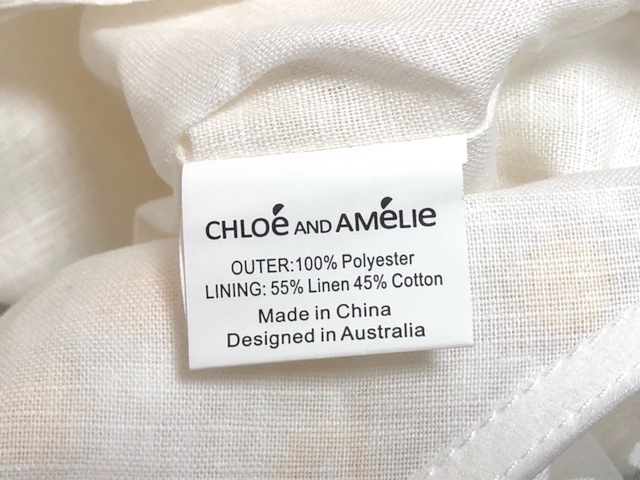 CHLOé AND AMéLIe
OUTER:100% Polyester
LINING: 55% Linen 45% Cotton
Made in China
Designed in Australia